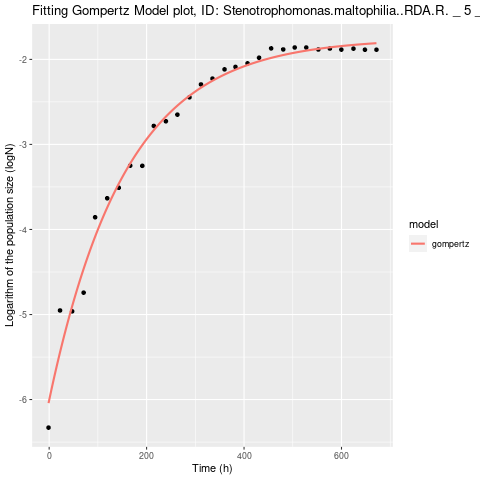 Fitting Gompertz Model plot, ID: Stenotrophomonas.maltophilia..RDA.R. _ 5 _
-2
-3
-4
-5
-6
Logarithm of the population size (logN)
0 200 400 600
Time (h)
model
gompertz